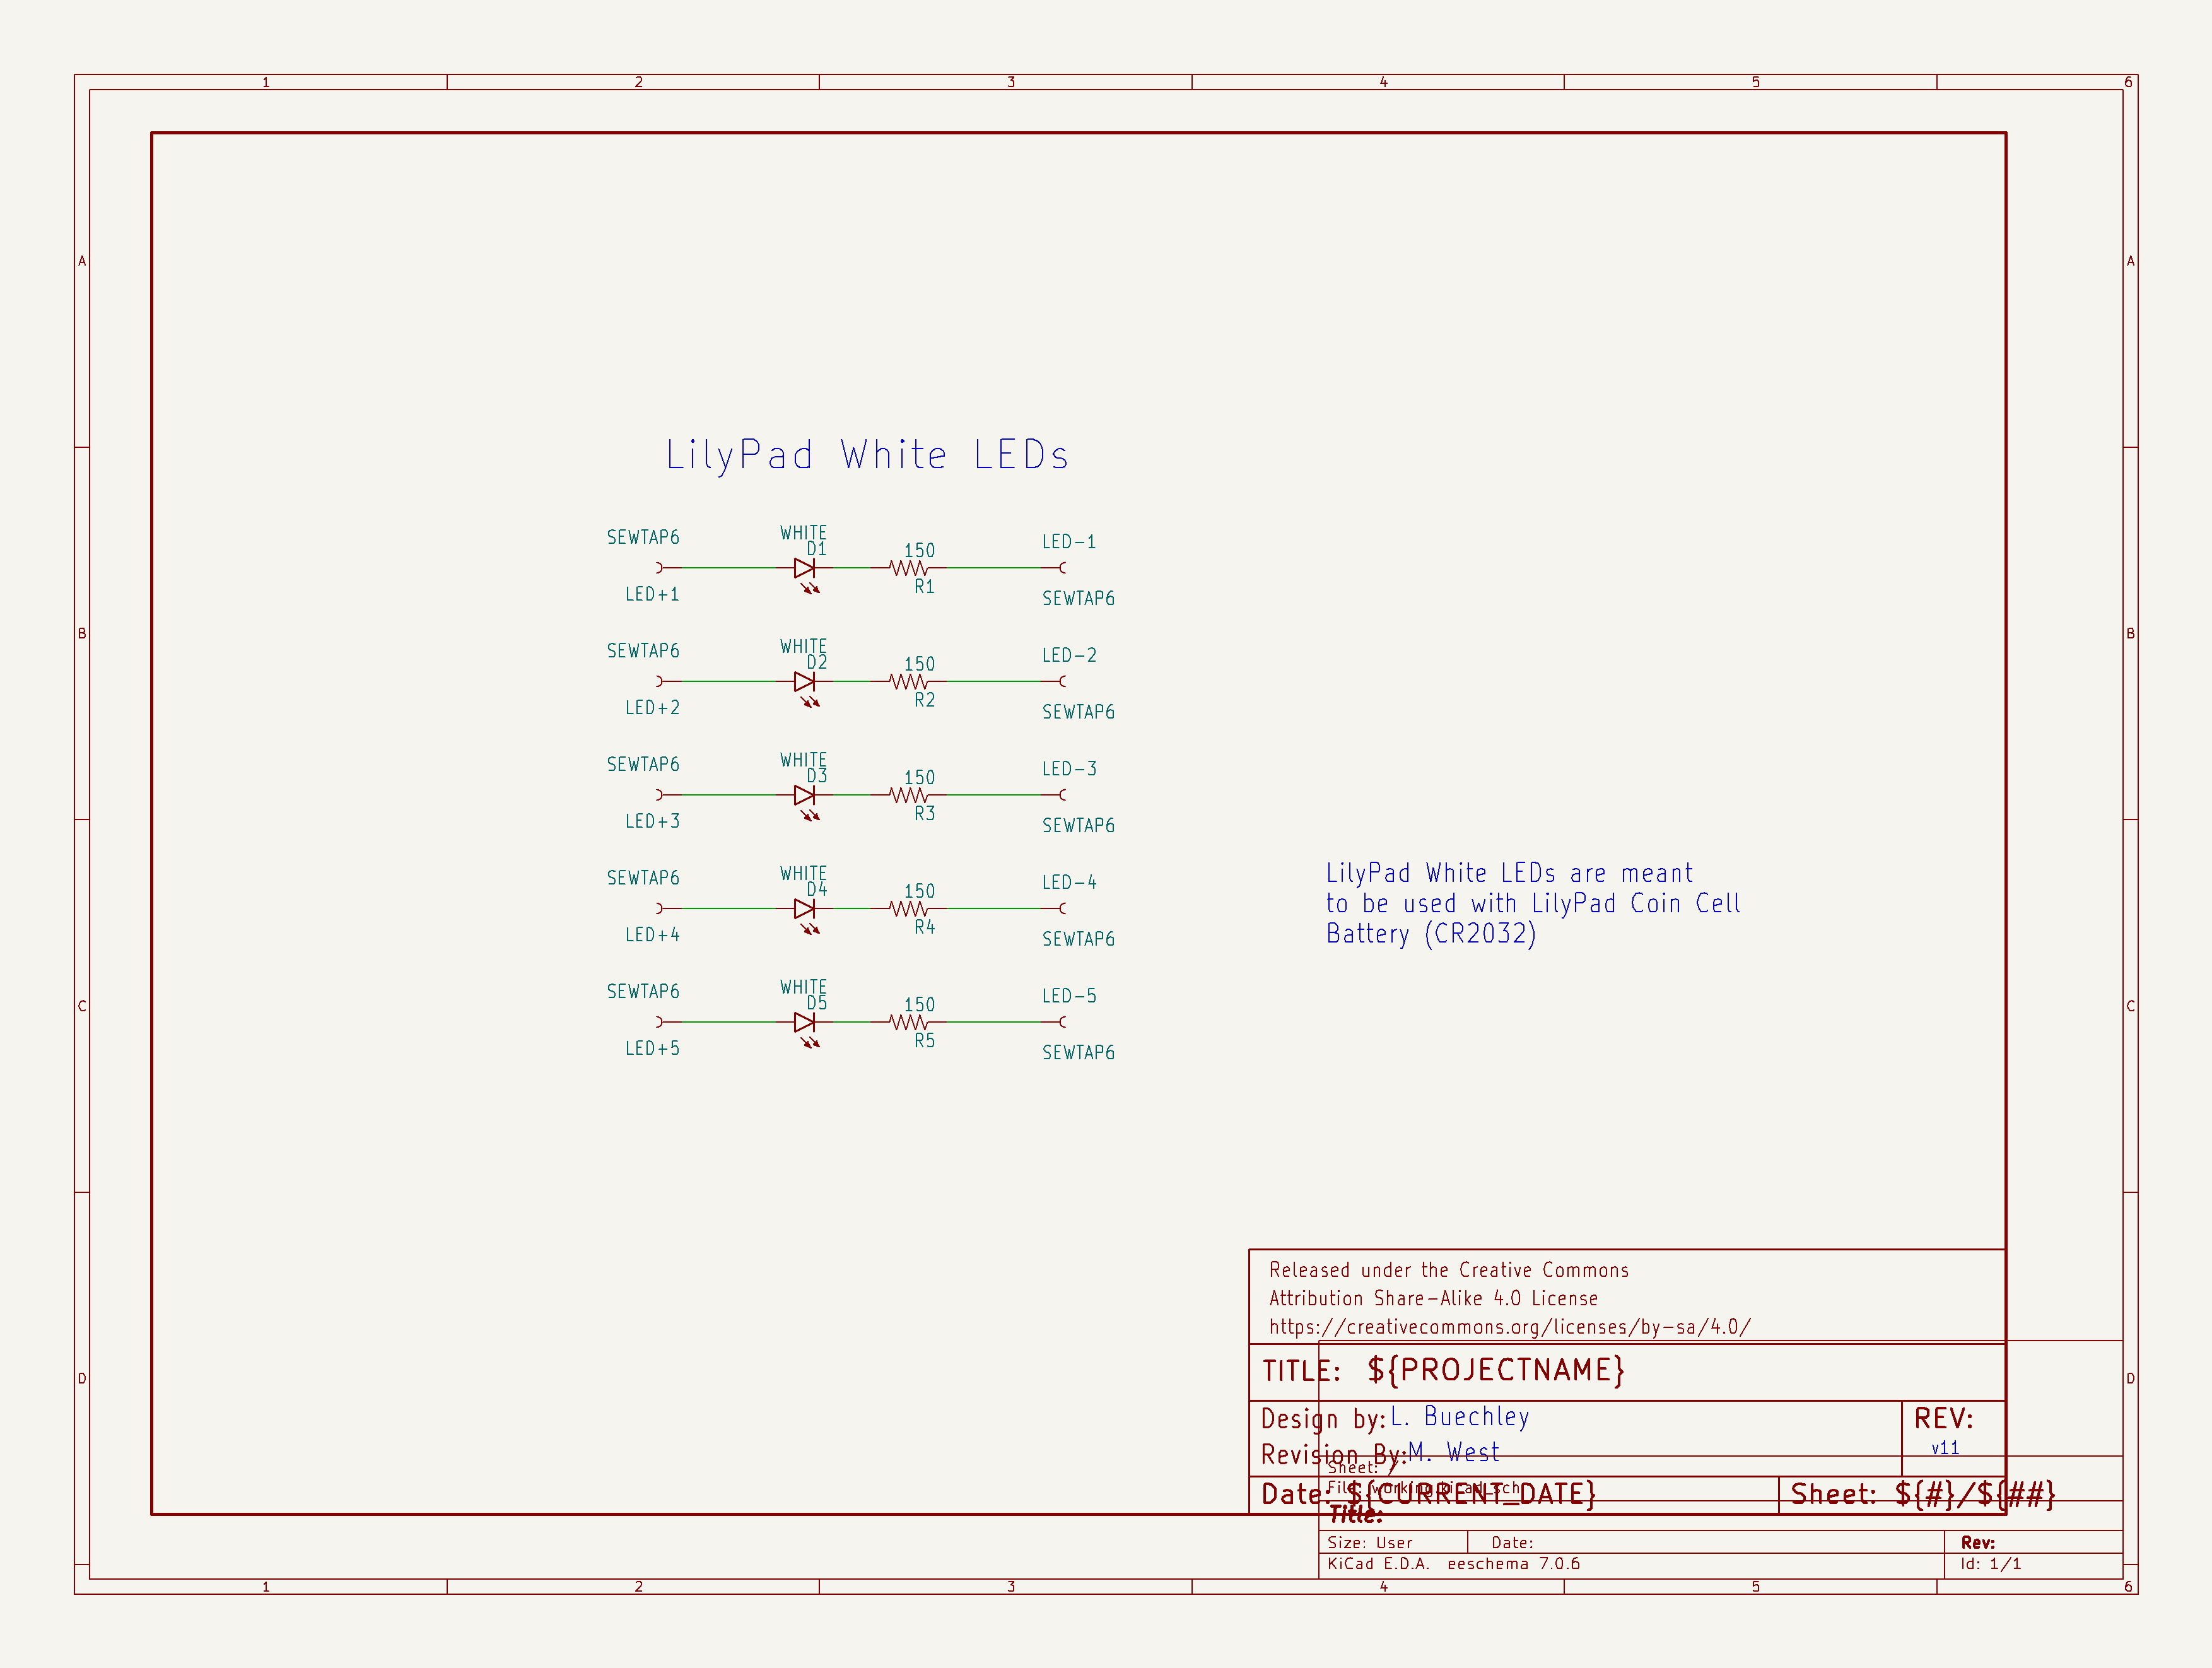 1 2 3 4 5 6
A A
LilyPad White LEDs
SEWTAP6 WHITE LED-1
D1 150
LED+1 R1 SEWTAP6
SEWTAP6 WHITE LED-2
D2 150
LED+2 R2 SEWTAP6
B B
SEWTAP6 WHITE LED-3
D3 150
LED+3 R3 SEWTAP6
SEWTAP6 WHITE LED-4
D4 150
LED+4 R4 SEWTAP6
SEWTAP6 WHITE LED-5
D5 150
LED+5 R5 SEWTAP6
LilyPad White LEDs are meant
to be used with LilyPad Coin Cell
Battery (CR2032)
C C
Released under the Creative Commons
Attribution Share-Alike 4.0 License
https://creativecommons.org/licenses/by-sa/4.0/
D D
TITLE: ${PROJECTNAME}
Design by: L. Buechley REV:
Revision By: M. West v11
Sheet: /
File: working.kicad_sch
Date: ${CURRENT_DATE} Sheet: ${#}/${##}
Title:
Size: User Date: Rev:
KiCad E.D.A. eeschema 7.0.6 Id: 1/1
1 2 3 4 5 6